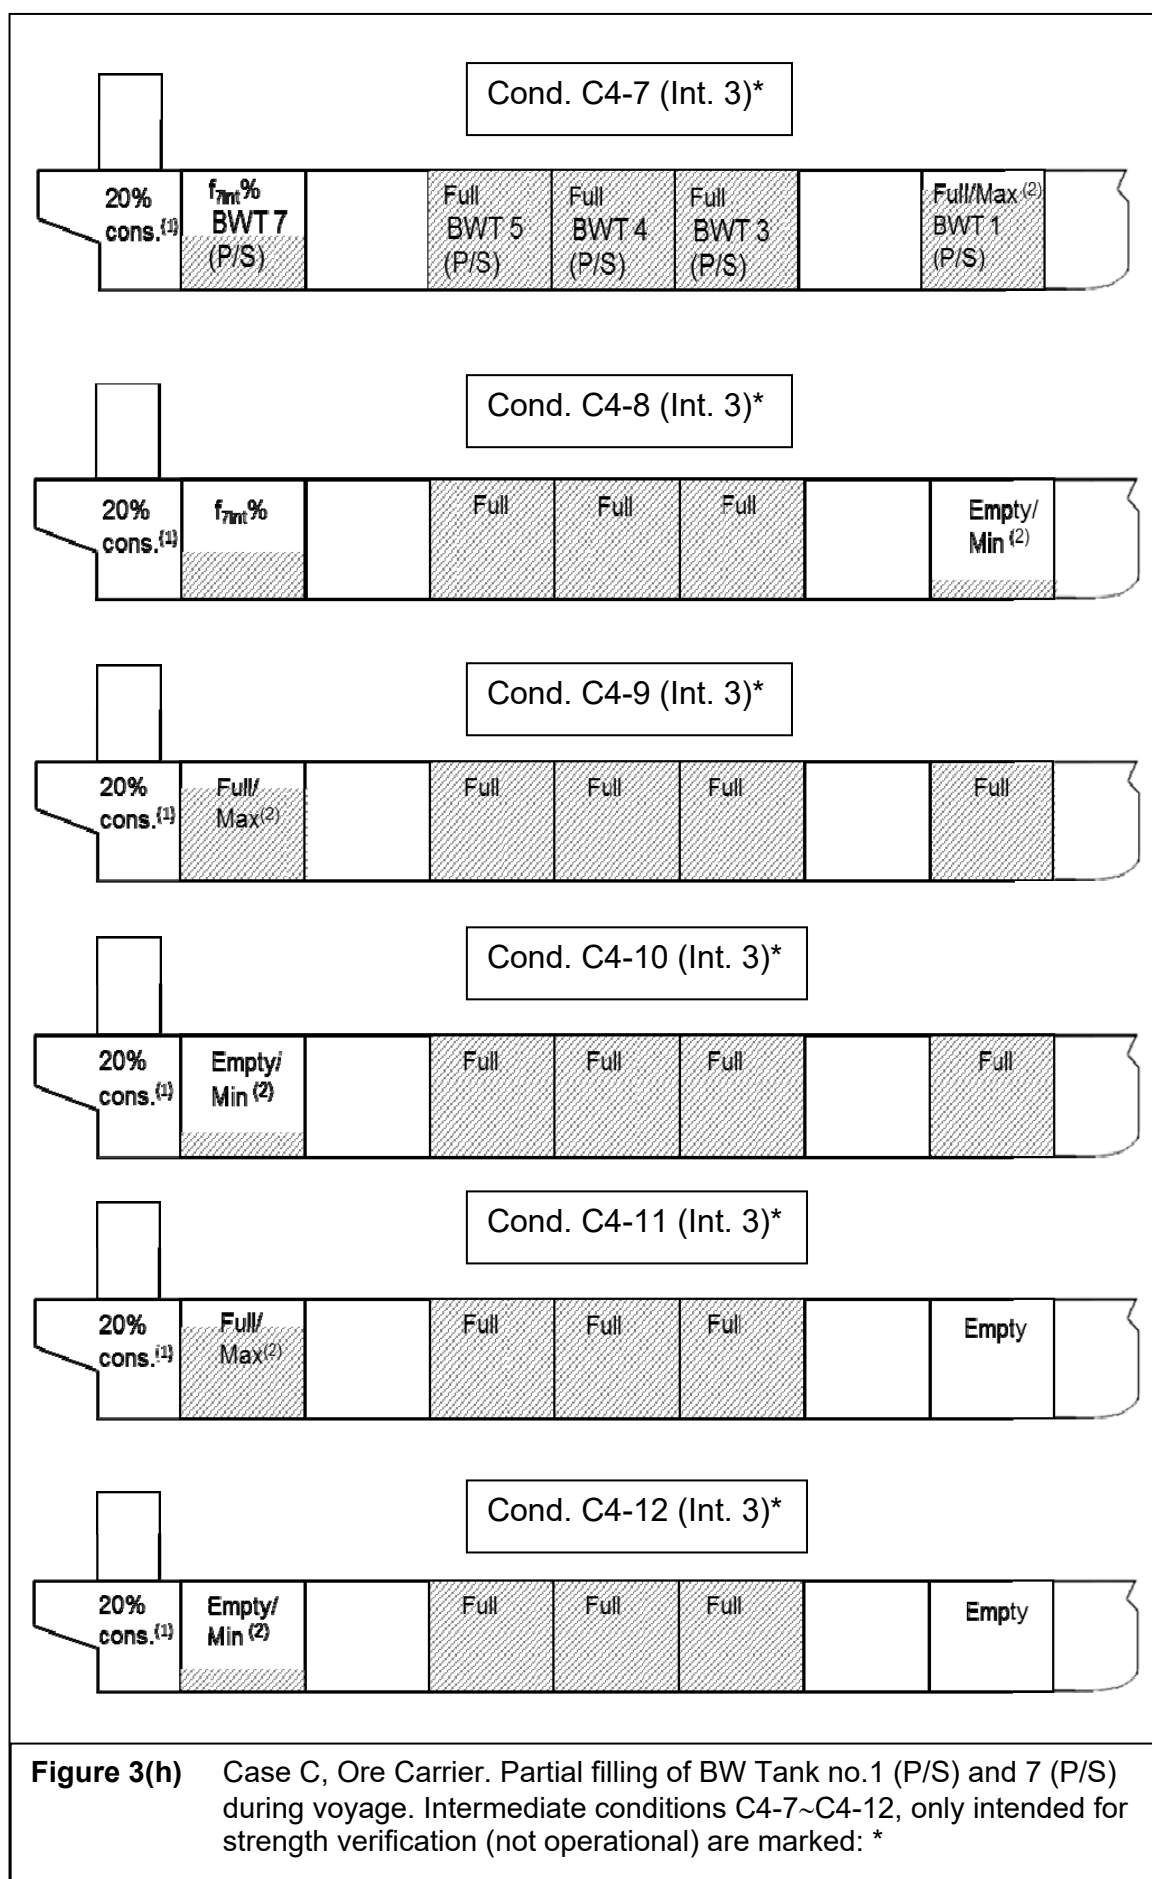 Cond. C4-7 (Int. 3)*
20%
cons.(1)
f7int%
BWT 7
(P/S)
Full
BWT 5
(P/S)
Full
BWT 4
(P/S)
Full
BWT 3
(P/S)
Full/Max (2)
BWT 1
(P/S)
Cond. C4-8 (Int. 3)*
20%
cons.(1)
f7int%
Full
Full
Full
Empty/
Min (2)
Cond. C4-9 (Int. 3)*
20%
cons.(1)
Full/
Max(2)
Full
Full
Full
Full
Cond. C4-10 (Int. 3)*
20%
cons.(1)
Empty/
Min (2)
Full
Full
Full
Full
Cond. C4-11 (Int. 3)*
20%
cons.(1)
Full/
Max(2)
Full
Full
Full
Empty
Cond. C4-12 (Int. 3)*
20%
cons.(1)
Empty/
Min (2)
Full
Full
Full
Empty
Figure 3(h) Case C, Ore Carrier. Partial filling of BW Tank no.1 (P/S) and 7 (P/S)
during voyage. Intermediate conditions C4-7~C4-12, only intended for
strength verification (not operational) are marked: *